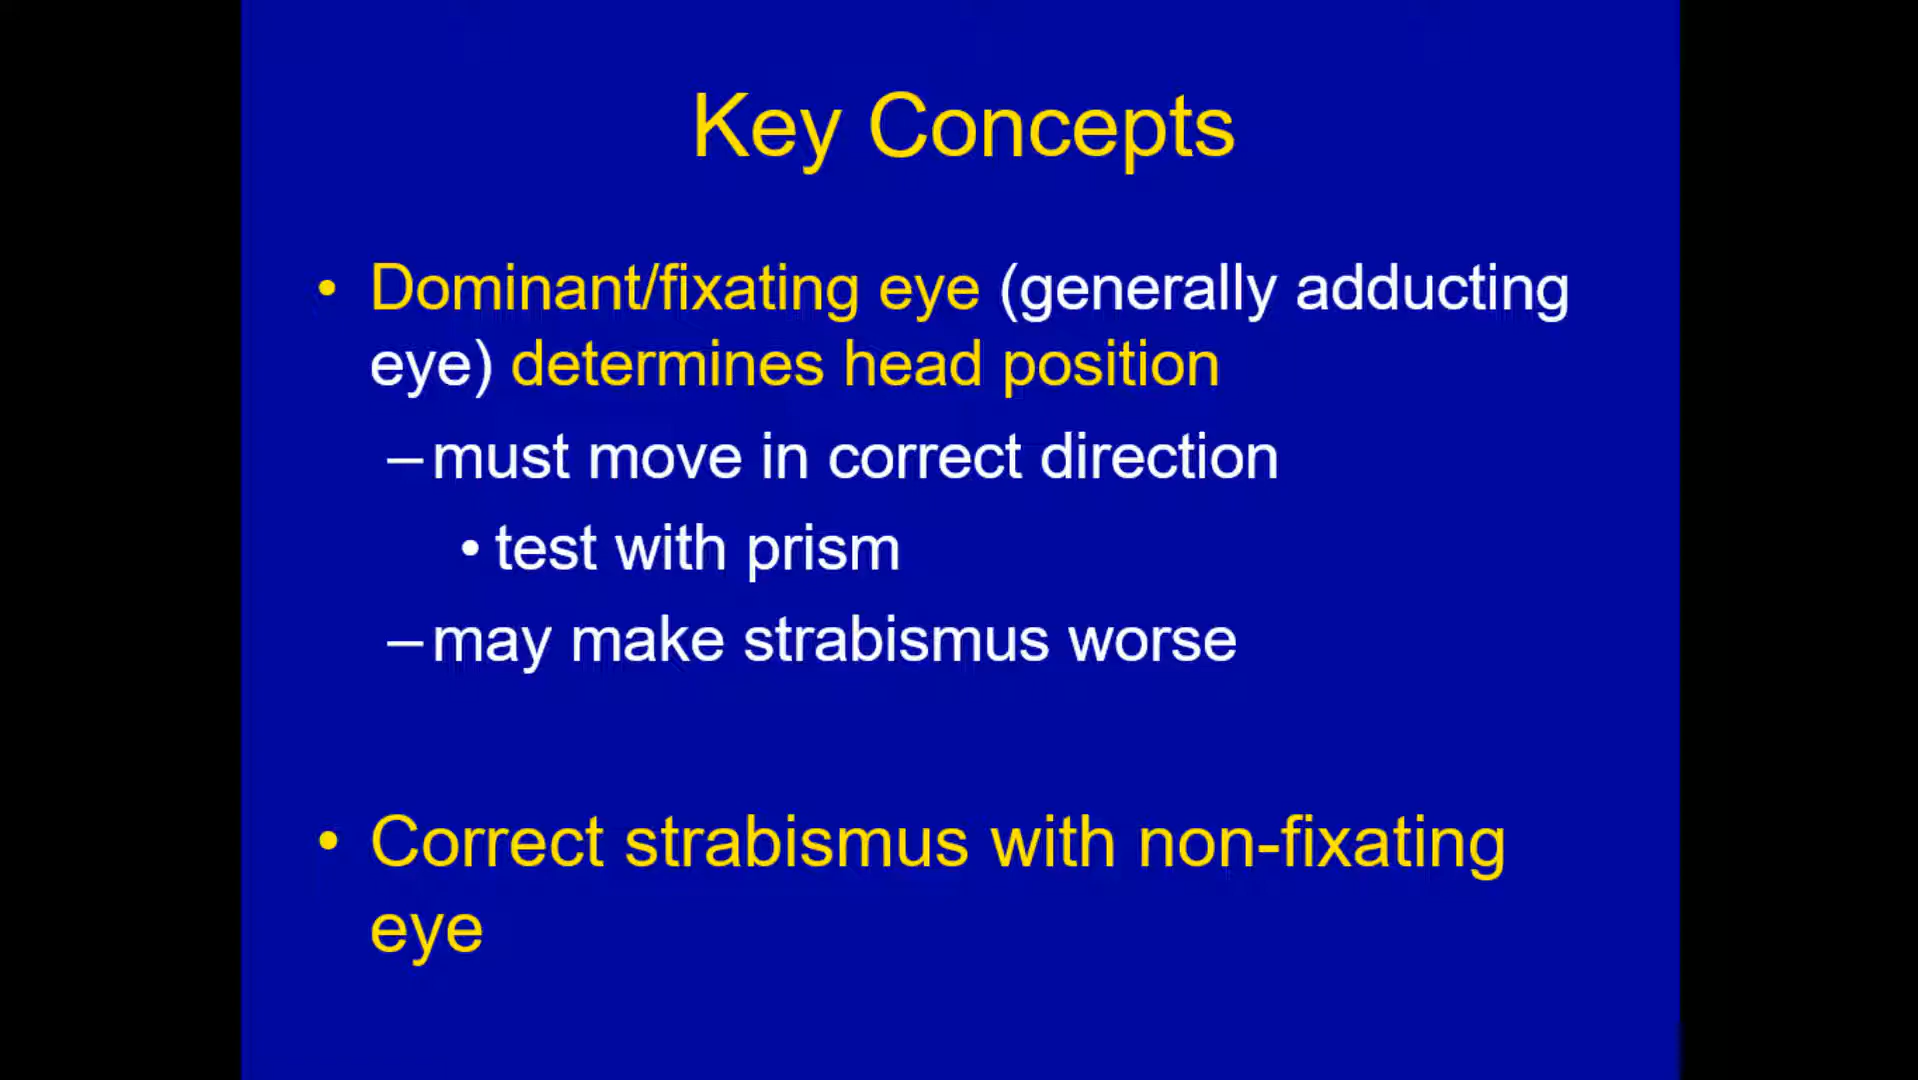 Key Concepts
• Dominant/fixating eye (generally adducting
eye) determines head position
– must move in correct direction
• test with prism
– may make strabismus worse
• Correct strabismus with non-fixating
eye